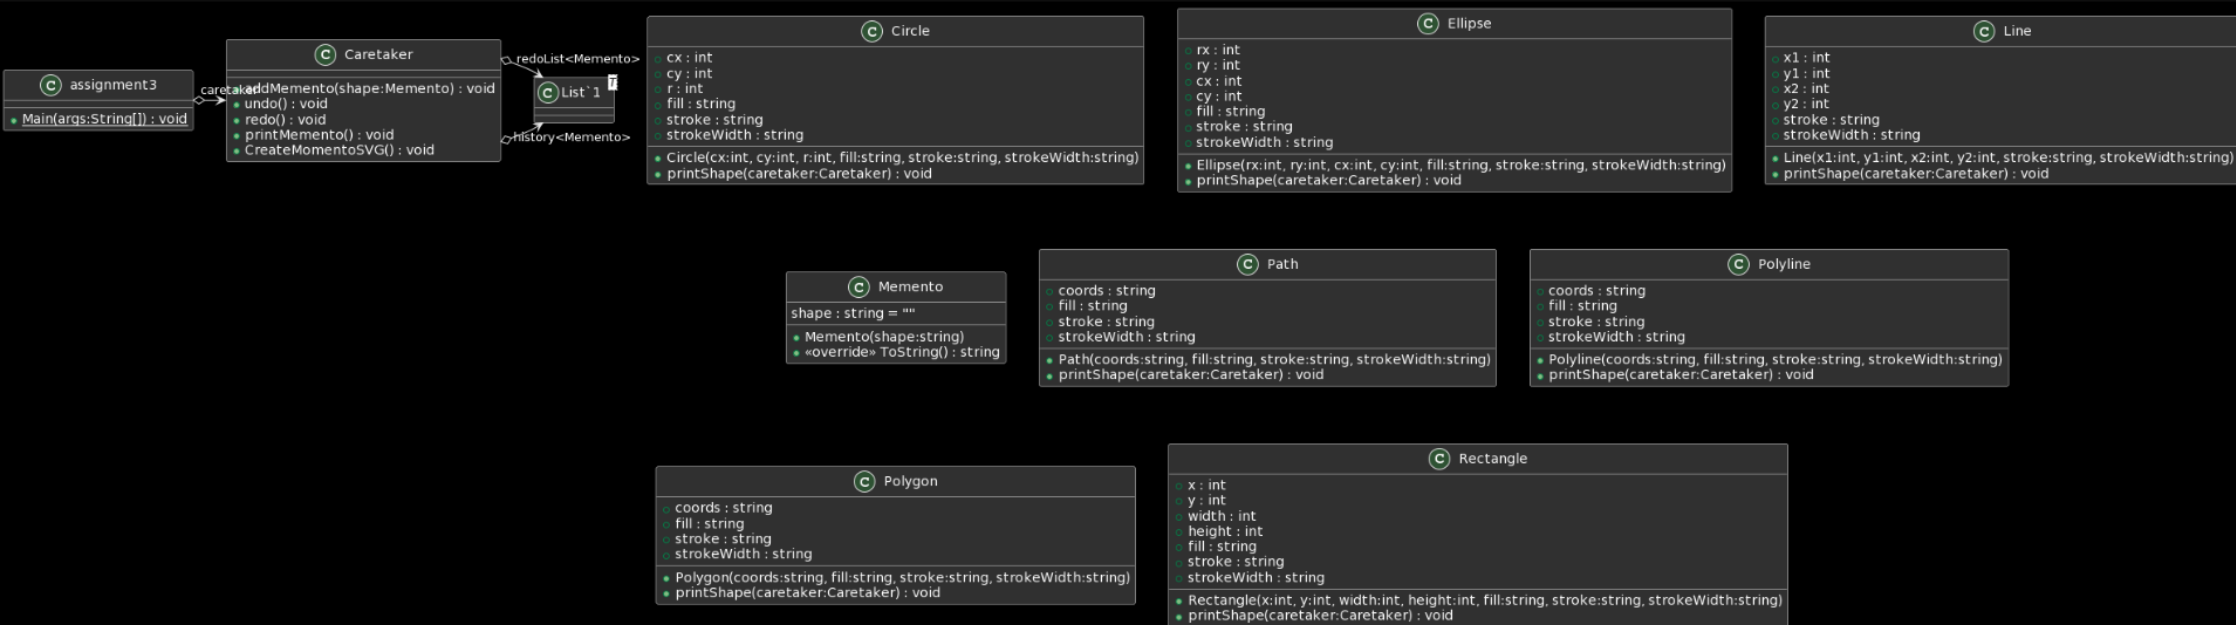 assignment3
Main(args:String[]) : void
caretaker
Caretaker
addMemento(shape:Memento) : void
undo() : void
redo() : void
printMemento() : void
CreateMomentoSVG() : void
redoList<Memento>
history<Memento>
List`1
T
Circle
cx : int
cy : int
r : int
fill : string
stroke : string
strokeWidth : string
Circle(cx:int, cy:int, r:int, fill:string, stroke:string, strokeWidth:string)
printShape(caretaker:Caretaker) : void
Ellipse
rx : int
ry : int
cx : int
cy : int
fill : string
stroke : string
strokeWidth : string
Ellipse(rx:int, ry:int, cx:int, cy:int, fill:string, stroke:string, strokeWidth:string)
printShape(caretaker:Caretaker) : void
Line
x1 : int
y1 : int
x2 : int
y2 : int
stroke : string
strokeWidth : string
Line(x1:int, y1:int, x2:int, y2:int, stroke:string, strokeWidth:string)
printShape(caretaker:Caretaker) : void
Memento
shape : string = ""
Memento(shape:string)
«override» ToString() : string
Path
coords : string
fill : string
stroke : string
strokeWidth : string
Path(coords:string, fill:string, stroke:string, strokeWidth:string)
printShape(caretaker:Caretaker) : void
Polyline
coords : string
fill : string
stroke : string
strokeWidth : string
Polyline(coords:string, fill:string, stroke:string, strokeWidth:string)
printShape(caretaker:Caretaker) : void
Polygon
coords : string
fill : string
stroke : string
strokeWidth : string
Polygon(coords:string, fill:string, stroke:string, strokeWidth:string)
printShape(caretaker:Caretaker) : void
Rectangle
x : int
y : int
width : int
height : int
fill : string
stroke : string
strokeWidth : string
Rectangle(x:int, y:int, width:int, height:int, fill:string, stroke:string, strokeWidth:string)
printShape(caretaker:Caretaker) : void